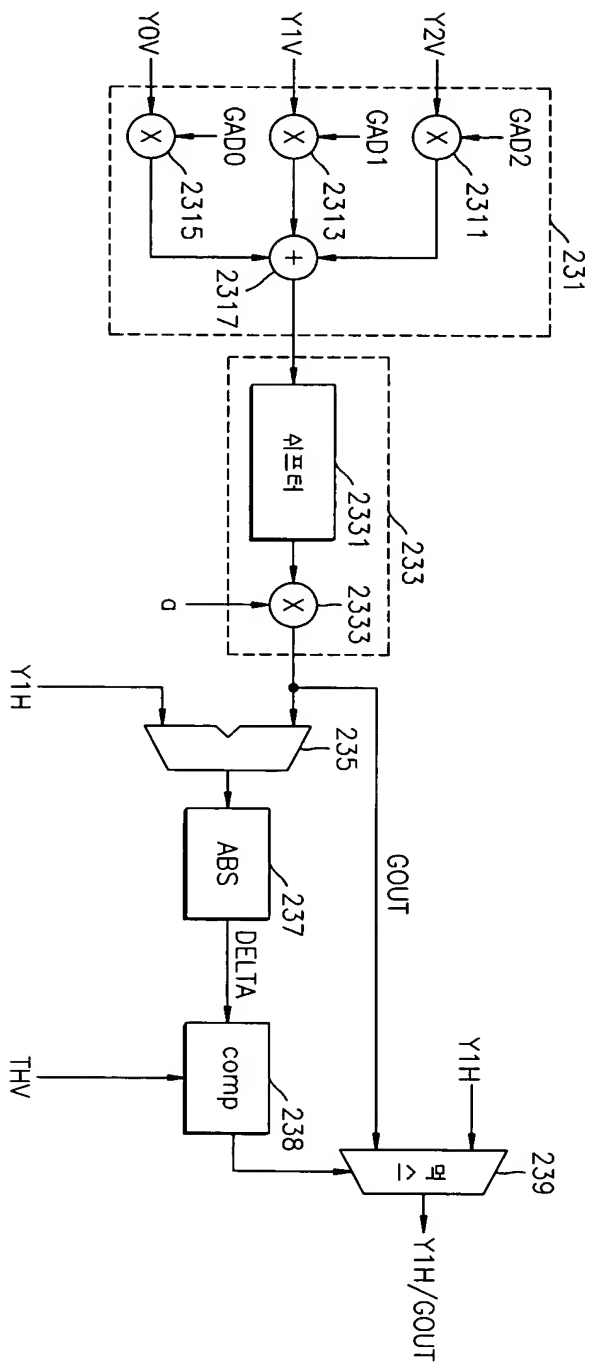 231
Y2V
GAD2
2311
Y1V
GAD1
2313
Y0V
GAD0
2315
+
2317
233
쉬프터
2331
2333
a
Y1H
235
GOUT
ABS
237
DELTA
comp
238
THV
Y1H
먹스
239
Y1H/GOUT